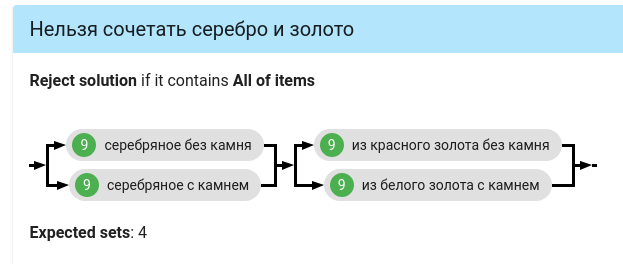 Нельзя сочетать серебро и золото
Reject solution if it contains All of items
9 серебряное без камня
9 из красного золота без камня
9 серебряное с камнем
9 из белого золота с камнем
Expected sets: 4